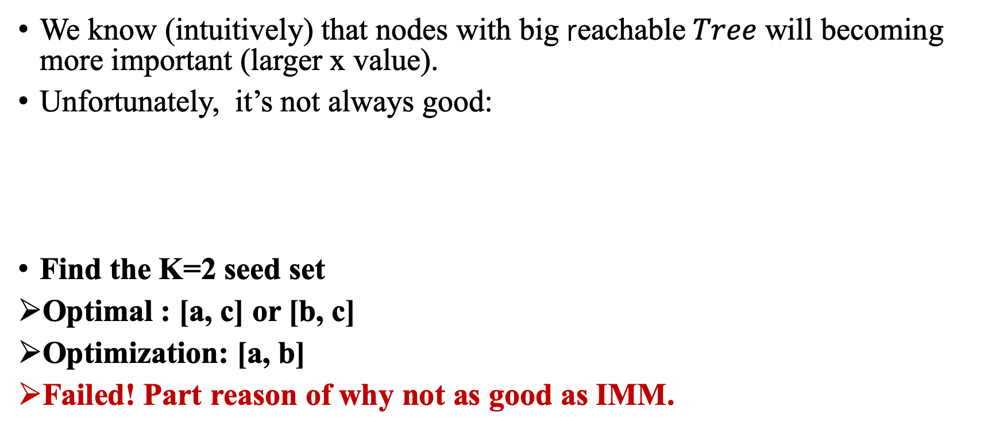 • We know (intuitively) that nodes with big reachable Tree will becoming
more important (larger x value).
• Unfortunately,  it’s not always good:
• Find the K=2 seed set
➢Optimal : [a, c] or [b, c]
➢Optimization: [a, b]
➢Failed! Part reason of why not as good as IMM.